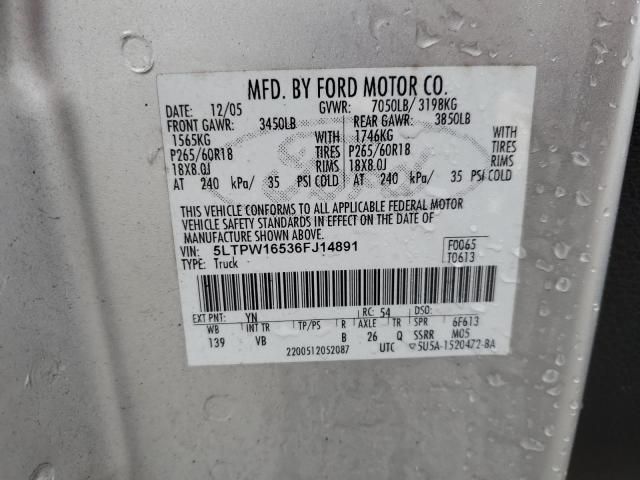 MFD. BY FORD MOTOR CO.
DATE: 12/05 GVWR: 7050LB/3198KG
FRONT GAWR: 3450LB REAR GAWR: 3850LB
1565KG WITH 1746KG WITH
P265/60R18 TIRES P265/60R18 TIRES
18X8.0J RIMS 18X8.0J RIMS
AT 240 kPa/ 35 PSI COLD AT 240 kPa/ 35 PSI COLD
THIS VEHICLE CONFORMS TO ALL APPLICABLE FEDERAL MOTOR
VEHICLE SAFETY STANDARDS IN EFFECT ON THE DATE OF
MANUFACTURE SHOWN ABOVE.
VIN: 5LTPW16536FJ14891 F0065
TYPE: Truck T0613
EXT PNT: YN RC: 54 DSO:
WB INT TR TP/PS R AXLE TR SPR 6F613
139 VB B 26 Q SSRR M05
2200512052087 UTC ▽5U5A-1520472-BA